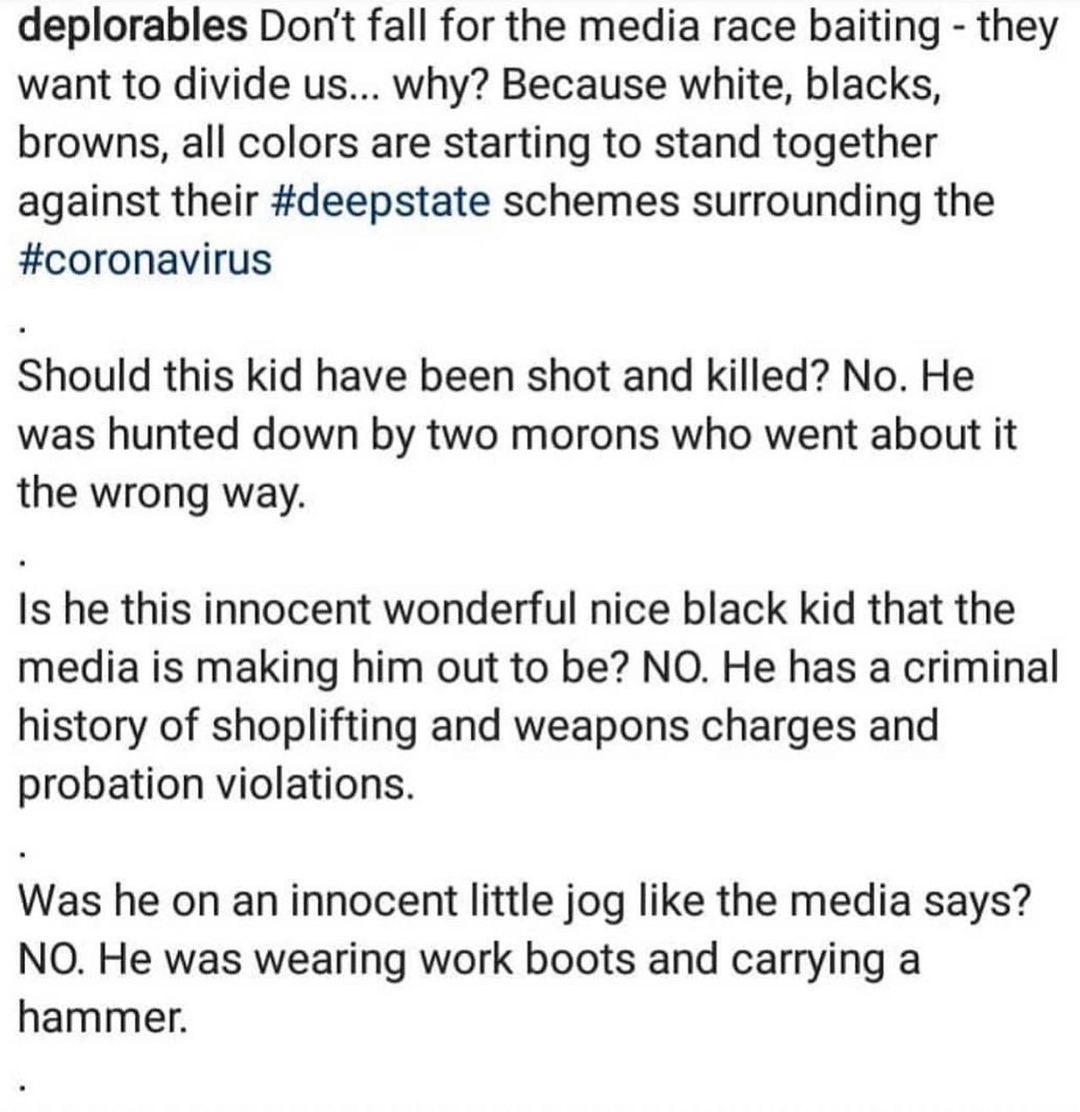 deplorables Don't fall for the media race baiting - they
want to divide us... why? Because white, blacks,
browns, all colors are starting to stand together
against their #deepstate schemes surrounding the
#coronavirus
.
Should this kid have been shot and killed? No. He
was hunted down by two morons who went about it
the wrong way.
.
Is he this innocent wonderful nice black kid that the
media is making him out to be? NO. He has a criminal
history of shoplifting and weapons charges and
probation violations.
.
Was he on an innocent little jog like the media says?
NO. He was wearing work boots and carrying a
hammer.
.